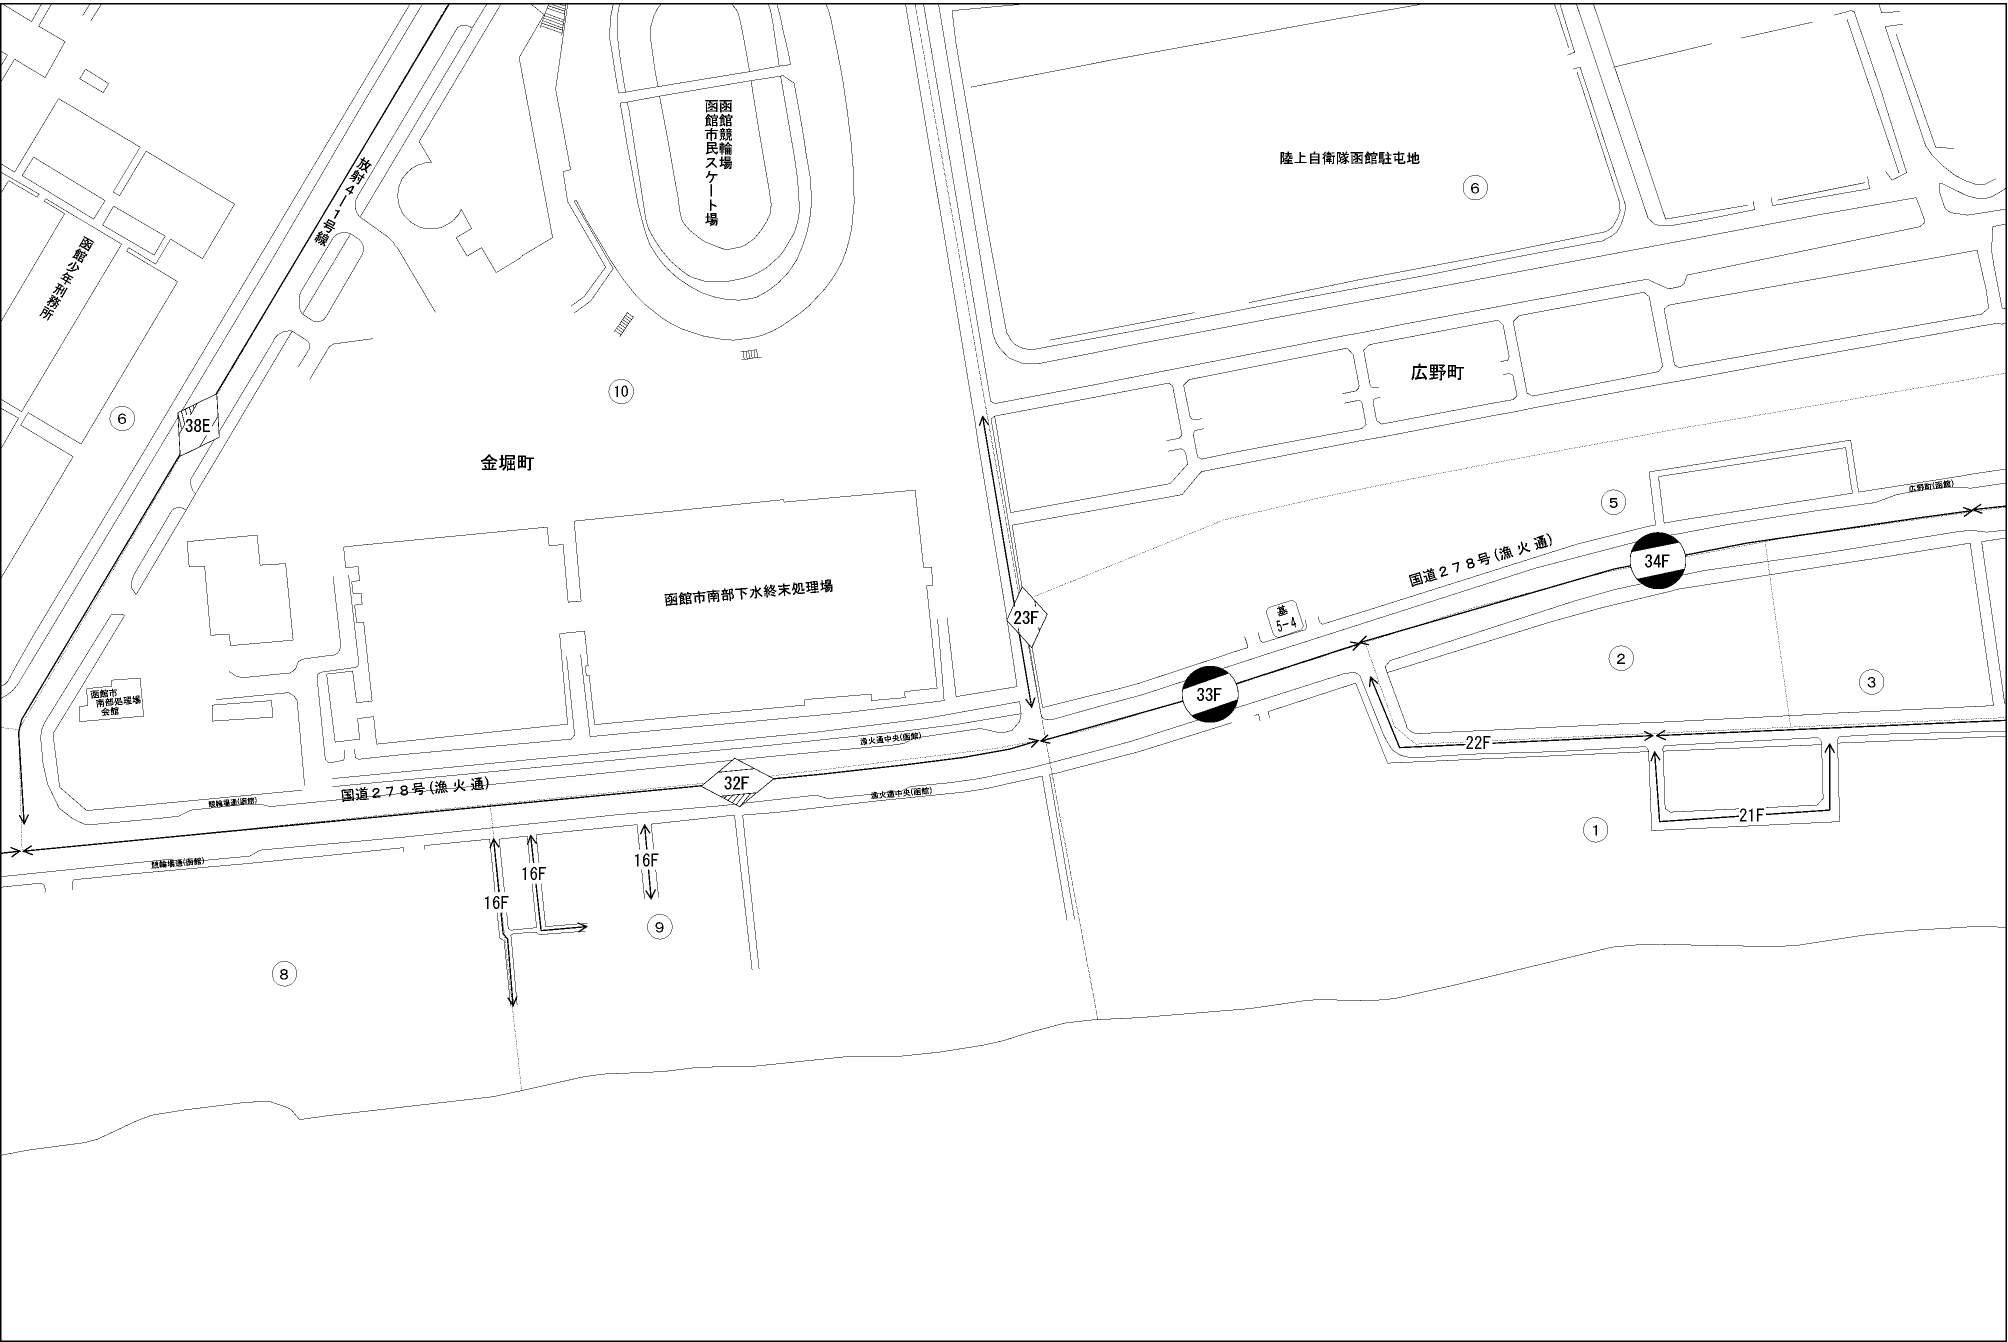 函館競輪場
函館市民スケート場
陸上自衛隊函館駐屯地
6
放射4-1号線
函館少年刑務所
6
38E
10
広野町
金堀町
5
広野町(函館)
国道278号(漁火通)
34F
函館市南部下水終末処理場
23F
基
5-4
2
3
33F
函館市
南部処理場
会館
22F
漁火通中央(函館)
32F
国道278号(漁火通)
漁火通中央(函館)
競輪場通(函館)
21F
1
競輪場通(函館)
16F
16F
16F
9
8